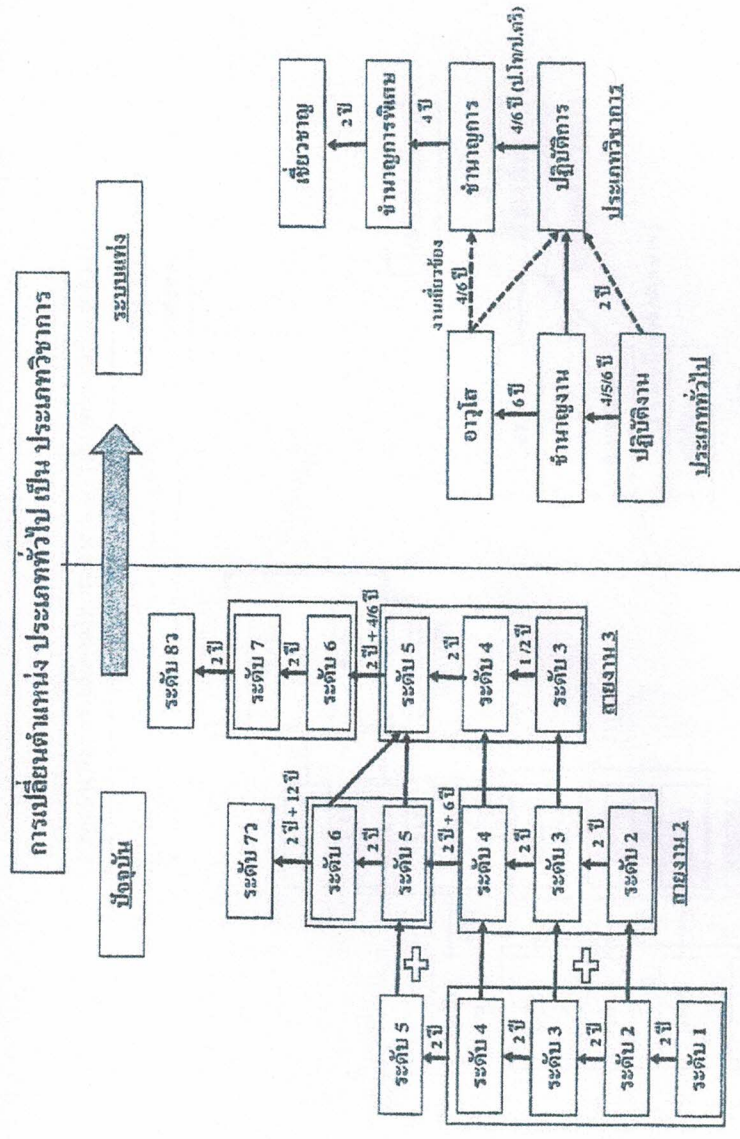 การเปลี่ยนตำแหน่ง ประเภททั่วไป เป็น ประเภทวิชาการ
ปัจจุบัน
ระบบแท่ง
ระดับ 5
2 ปี
ระดับ 4
2 ปี
ระดับ 3
2 ปี
ระดับ 2
2 ปี
ระดับ 1
ระดับ 7ว
2 ปี + 12 ปี
ระดับ 6
2 ปี
ระดับ 5
2 ปี + 6 ปี
ระดับ 4
2 ปี
ระดับ 3
2 ปี
ระดับ 2
สายงาน 2
ระดับ 8ว
2 ปี
ระดับ 7
2 ปี
ระดับ 6
2 ปี + 4/6 ปี
ระดับ 5
2 ปี
ระดับ 4
1 /2 ปี
ระดับ 3
สายงาน 3
อาวุโส
6 ปี
ชำนาญงาน
4/5/6 ปี
ปฏิบัติงาน
ประเภททั่วไป
งานเกี่ยวข้อง
4/6 ปี
2 ปี
เชี่ยวชาญ
2 ปี
ชำนาญการพิเศษ
4 ปี
ชำนาญการ
4/6 ปี (ป.โท/ป.ตรี)
ปฏิบัติการ
ประเภทวิชาการ